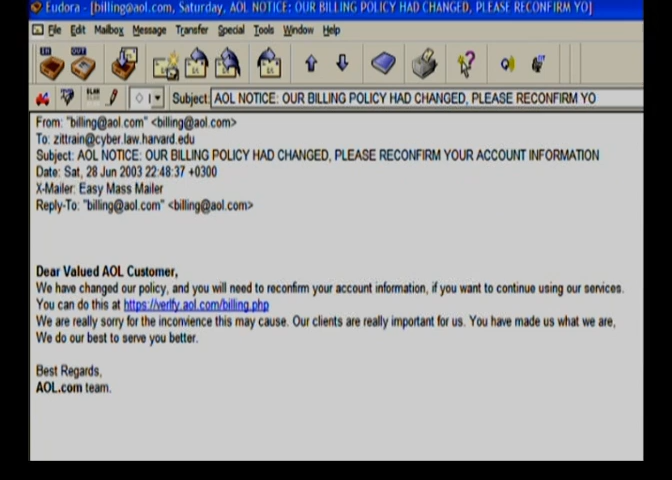 Eudora - [billing@aol.com, Saturday, AOL NOTICE: OUR BILLING POLICY HAD CHANGED, PLEASE RECONFIRM YO]
File Edit Mailbox Message Transfer Special Tools Window Help
IN OUT
Subject: AOL NOTICE: OUR BILLING POLICY HAD CHANGED, PLEASE RECONFIRM YO
From: "billing@aol.com" <billing@aol.com>
To: zittrain@cyber.law.harvard.edu
Subject: AOL NOTICE: OUR BILLING POLICY HAD CHANGED, PLEASE RECONFIRM YOUR ACCOUNT INFORMATION
Date: Sat, 28 Jun 2003 22:48:37 +0300
X-Mailer: Easy Mass Mailer
Reply-To: "billing@aol.com" <billing@aol.com>
Dear Valued AOL Customer,
We have changed our policy, and you will need to reconfirm your account information, if you want to continue using our services.
You can do this at https://verify.aol.com/billing.php
We are really sorry for the inconvience this may cause. Our clients are really important for us. You have made us what we are,
We do our best to serve you better.
Best Regards,
AOL.com team.